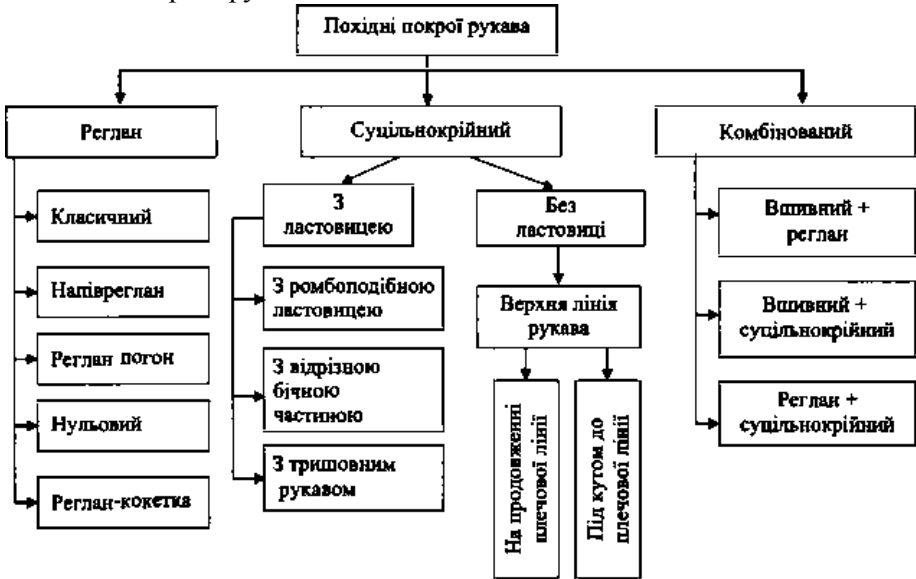 Похідні покрої рукава
Реглан
Суцільнокрійний
Комбінований
Класичний
Напівреглан
Реглан погон
Нульовий
Реглан-кокетка
З
ластовицею
Без
ластовиці
З ромбоподібною
ластовицею
З відрізною
бічною
частиною
З тришовним
рукавом
Верхня лінія
рукава
На продовженні
плечової лінії
Під кутом до
плечової лінії
Вшивний +
реглан
Вшивний +
суцільнокрійний
Реглан +
суцільнокрійний